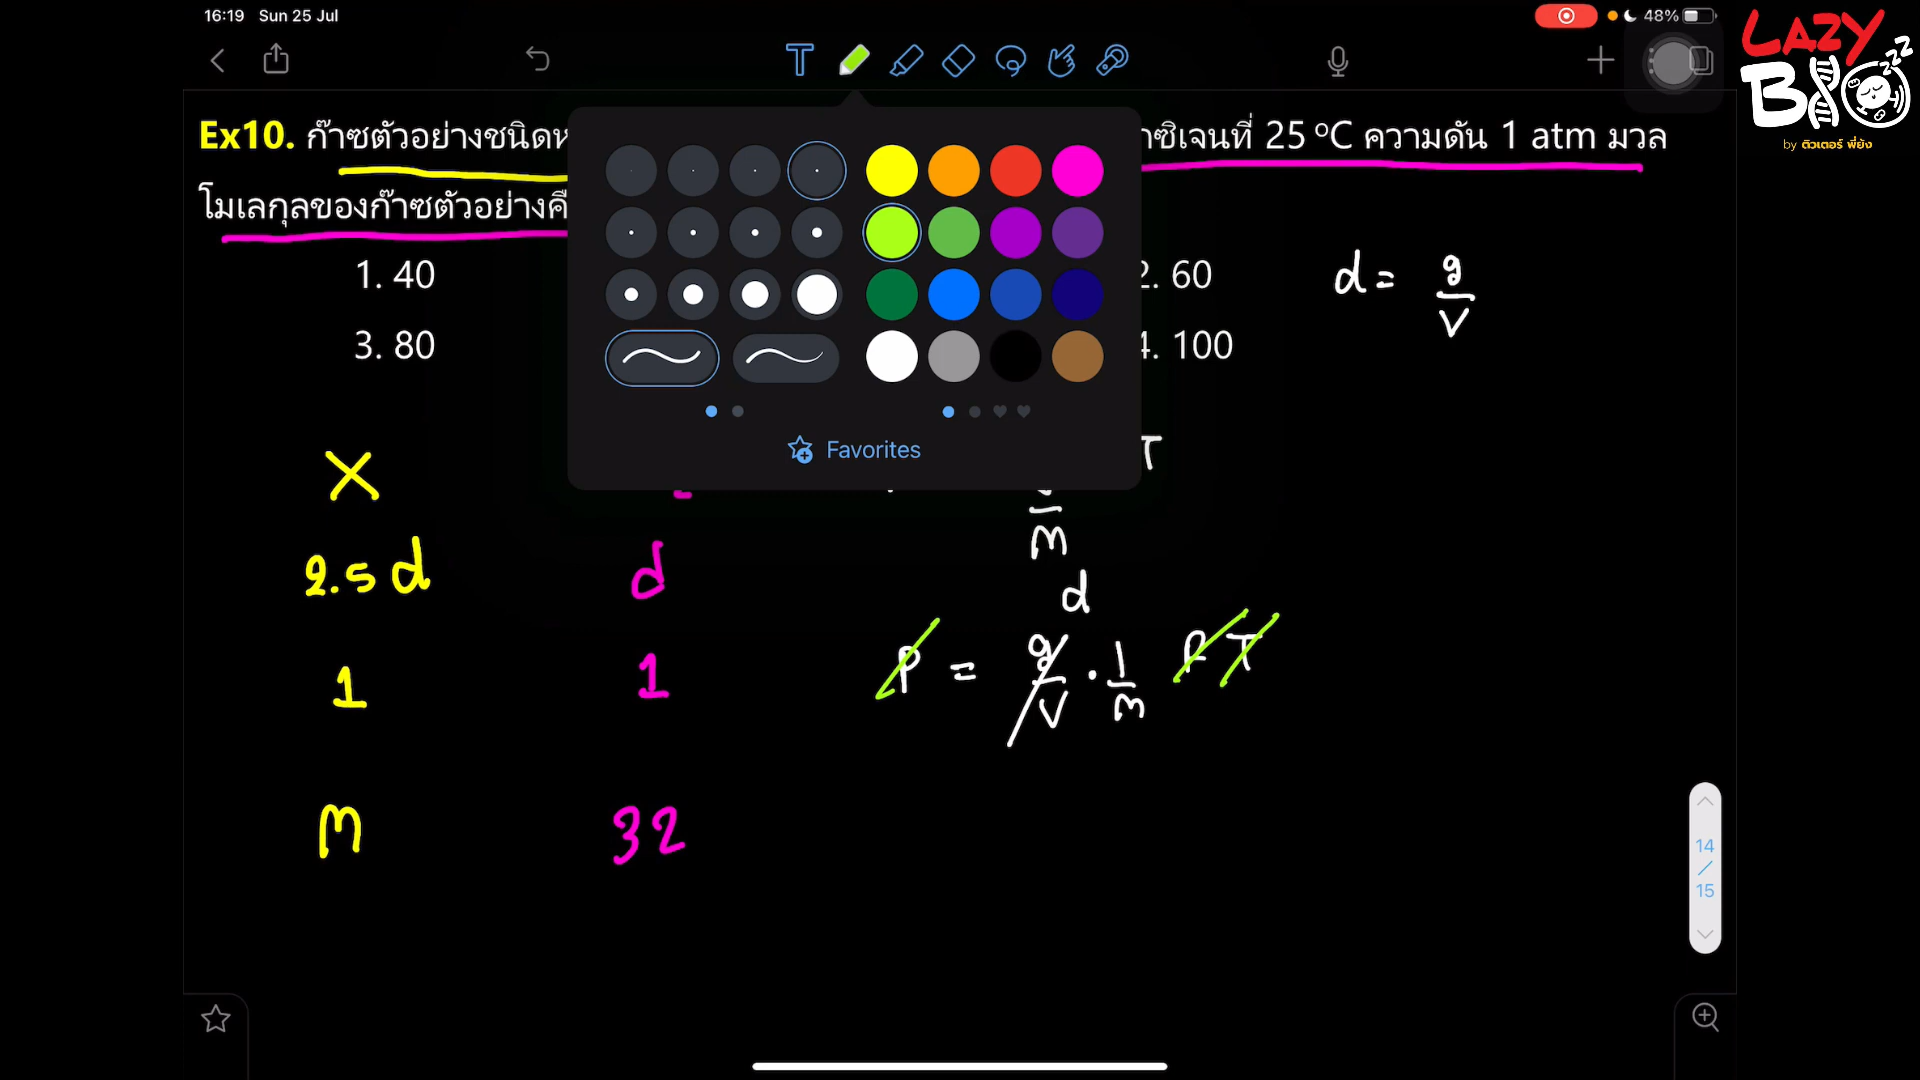 16:19 Sun 25 Jul
48%
LAZY
BIO zzz
by ติวเตอร์ พี่ยัง
Ex10. ก๊าซตัวอย่างชนิดห าซิเจนที่ 25 °C ความดัน 1 atm มวล
โมเลกุลของก๊าซตัวอย่างคื
1. 40
2. 60
3. 80
4. 100
d = g/V
Favorites
X
T
m
2.5 d
d
d
P = g/V · 1/m RT
1
1
M
32
14
/
15